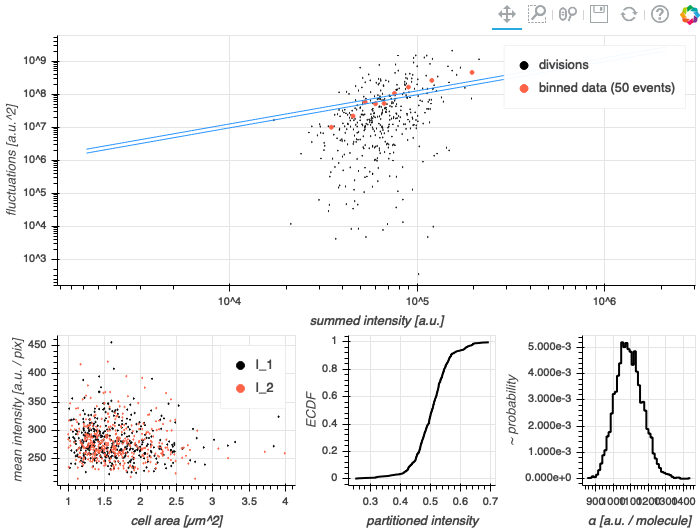 divisions
binned data (50 events)
fluctuations [a.u.^2]
10^9
10^8
10^7
10^6
10^5
10^4
10^3
10^4
10^5
10^6
summed intensity [a.u.]
mean intensity [a.u. / pix]
450
400
350
300
250
I_1
I_2
1
1.5
2
2.5
3
3.5
4
cell area [μm^2]
ECDF
1
0.8
0.6
0.4
0.2
0
0.3
0.4
0.5
0.6
0.7
partitioned intensity
~ probability
5.000e-3
4.000e-3
3.000e-3
2.000e-3
1.000e-3
0.000e+0
900 1000 1100 1200 1300 1400
α [a.u. / molecule]